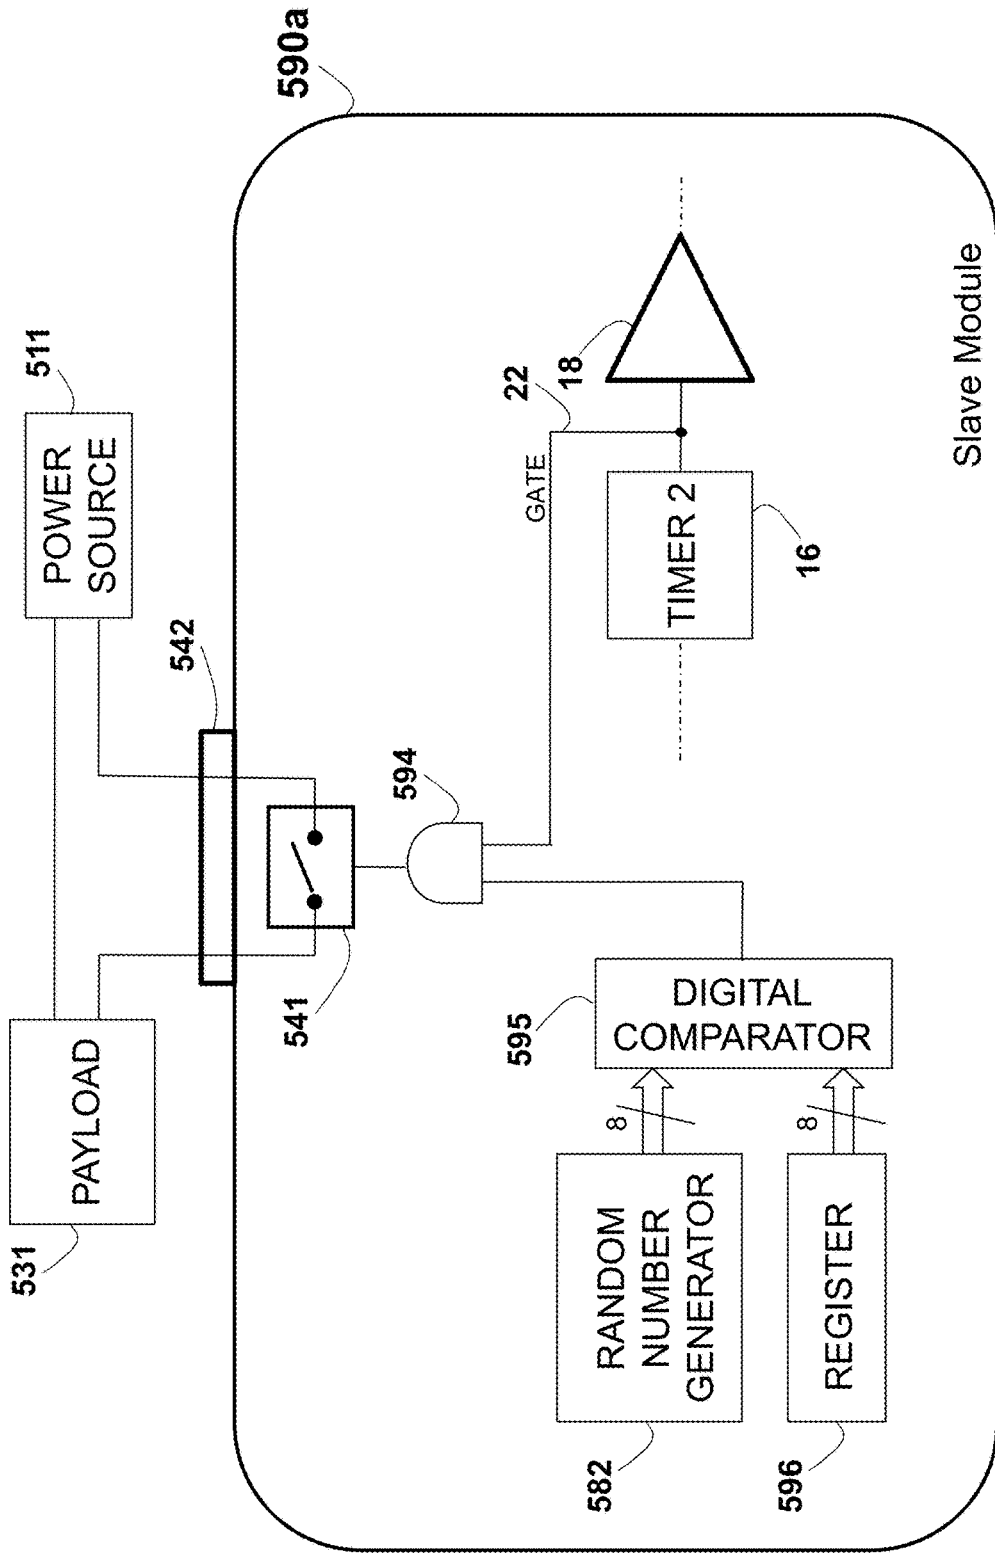 531
PAYLOAD
POWER
SOURCE
511
590a
542
541
594
GATE
22
18
TIMER 2
16
595
DIGITAL
COMPARATOR
8
8
RANDOM
NUMBER
GENERATOR
582
REGISTER
596
Slave Module